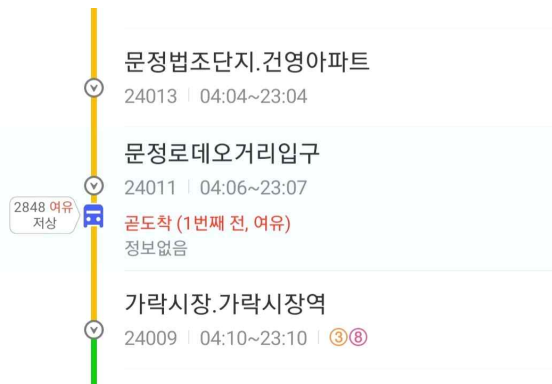 문정법조단지.건영아파트
24013 | 04:04~23:04
문정로데오거리입구
24011 | 04:06~23:07
2848 여유
저상
곧도착 (1번째 전, 여유)
정보없음
가락시장.가락시장역
24009 | 04:10~23:10 | ③⑧